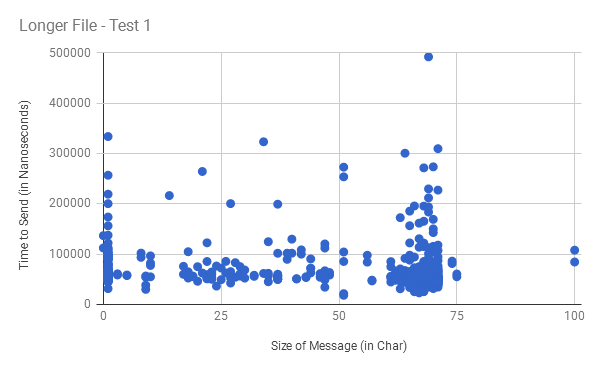 Longer File - Test 1
500000
400000
300000
200000
100000
0
Time to Send (in Nanoseconds)
0 25 50 75 100
Size of Message (in Char)